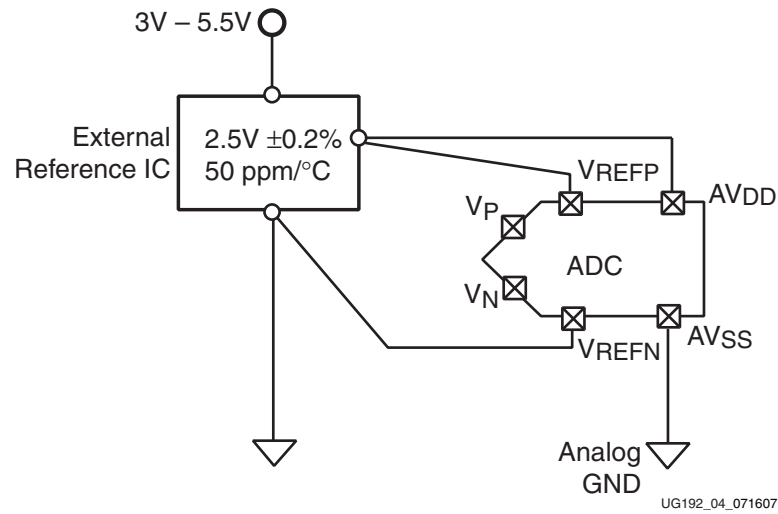 3V – 5.5V
External
Reference IC
2.5V ±0.2%
50 ppm/°C
VREFP
AVDD
VP
ADC
VN
VREFN
AVSS
Analog
GND
UG192_04_071607